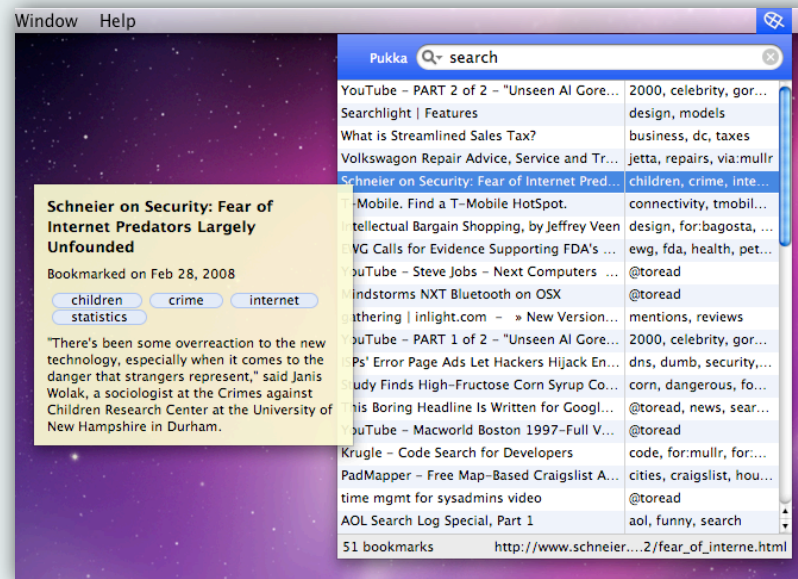 Window Help
Pukka search
YouTube – PART 2 of 2 – "Unseen Al Gore... 2000, celebrity, gor...
Searchlight | Features design, models
What is Streamlined Sales Tax? business, dc, taxes
Volkswagon Repair Advice, Service and Tr... jetta, repairs, via:mullr
Schneier on Security: Fear of Internet Pred... children, crime, inte...
T-Mobile. Find a T-Mobile HotSpot. connectivity, tmobil...
Intellectual Bargain Shopping, by Jeffrey Veen design, for:bagosta, ...
EWG Calls for Evidence Supporting FDA's ... ewg, fda, health, pet...
YouTube – Steve Jobs – Next Computers ... @toread
Mindstorms NXT Bluetooth on OSX @toread
gathering | inlight.com – » New Version... mentions, reviews
YouTube – PART 1 of 2 – "Unseen Al Gore... 2000, celebrity, gor...
ISPs' Error Page Ads Let Hackers Hijack En... dns, dumb, security,...
Study Finds High-Fructose Corn Syrup Co... corn, dangerous, fo...
This Boring Headline Is Written for Googl... @toread, news, sear...
YouTube – Macworld Boston 1997-Full V... @toread
Krugle – Code Search for Developers code, for:mullr, for:...
PadMapper – Free Map-Based Craigslist A... cities, craigslist, hou...
time mgmt for sysadmins video @toread
AOL Search Log Special, Part 1 aol, funny, search
51 bookmarks http://www.schneier....2/fear_of_interne.html
Schneier on Security: Fear of
Internet Predators Largely
Unfounded
Bookmarked on Feb 28, 2008
children crime internet
statistics
"There's been some overreaction to the new
technology, especially when it comes to the
danger that strangers represent," said Janis
Wolak, a sociologist at the Crimes against
Children Research Center at the University of
New Hampshire in Durham.